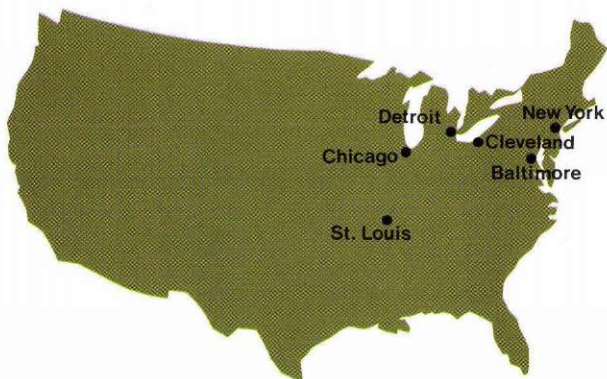 New York
Detroit
Cleveland
Chicago
Baltimore
St. Louis